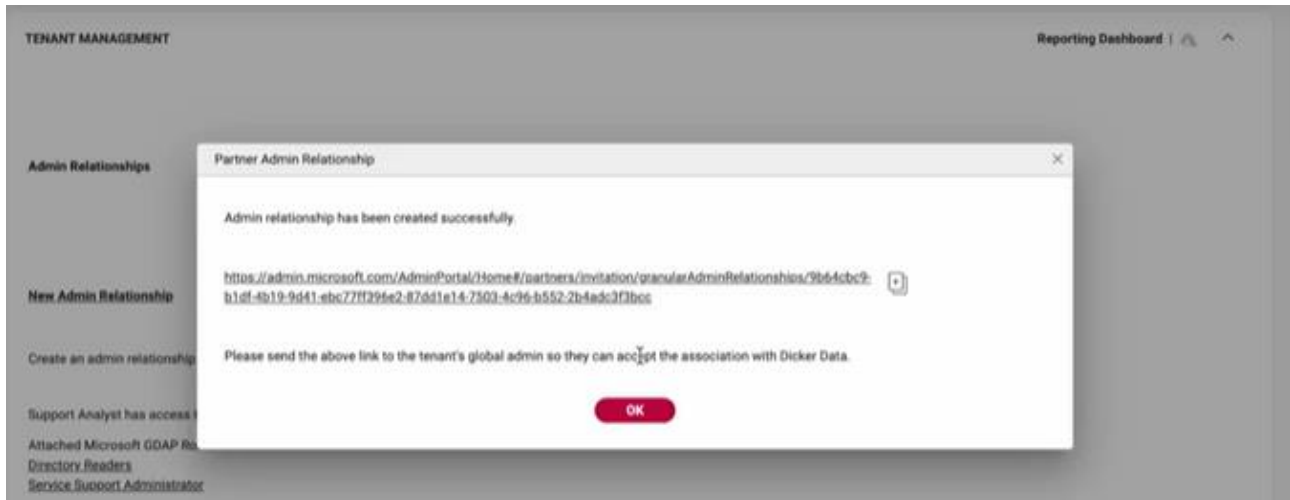 TENANT MANAGEMENT
Reporting Dashboard |
Admin Relationships
Partner Admin Relationship
Admin relationship has been created successfully
https://admin.microsoft.com/AdminPortal/Home#/partners/invitation/granularAdminRelationships/9b64cbc9-
b1df-4b19-9d41-ebc77ff396e2-87dd1e14-7503-4c96-b552-2b4adc3f3bcc
New Admin Relationship
Please send the above link to the tenant's global admin so they can accept the association with Dicker Data.
Create an admin relationship
OK
Support Analyst has access
Attached Microsoft GDAP Ro
Directory Readers
Service Support Administrator